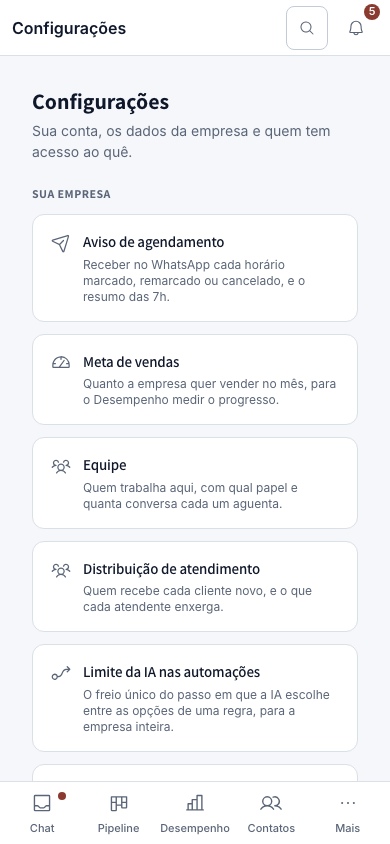 Configurações
5
Configurações
Sua conta, os dados da empresa e quem tem
acesso ao quê.
SUA EMPRESA
Aviso de agendamento
Receber no WhatsApp cada horário
marcado, remarcado ou cancelado, e o
resumo das 7h.
Meta de vendas
Quanto a empresa quer vender no mês, para
o Desempenho medir o progresso.
Equipe
Quem trabalha aqui, com qual papel e
quanta conversa cada um aguenta.
Distribuição de atendimento
Quem recebe cada cliente novo, e o que
cada atendente enxerga.
Limite da IA nas automações
O freio único do passo em que a IA escolhe
entre as opções de uma regra, para a
empresa inteira.
Chat
Pipeline
Desempenho
Contatos
Mais